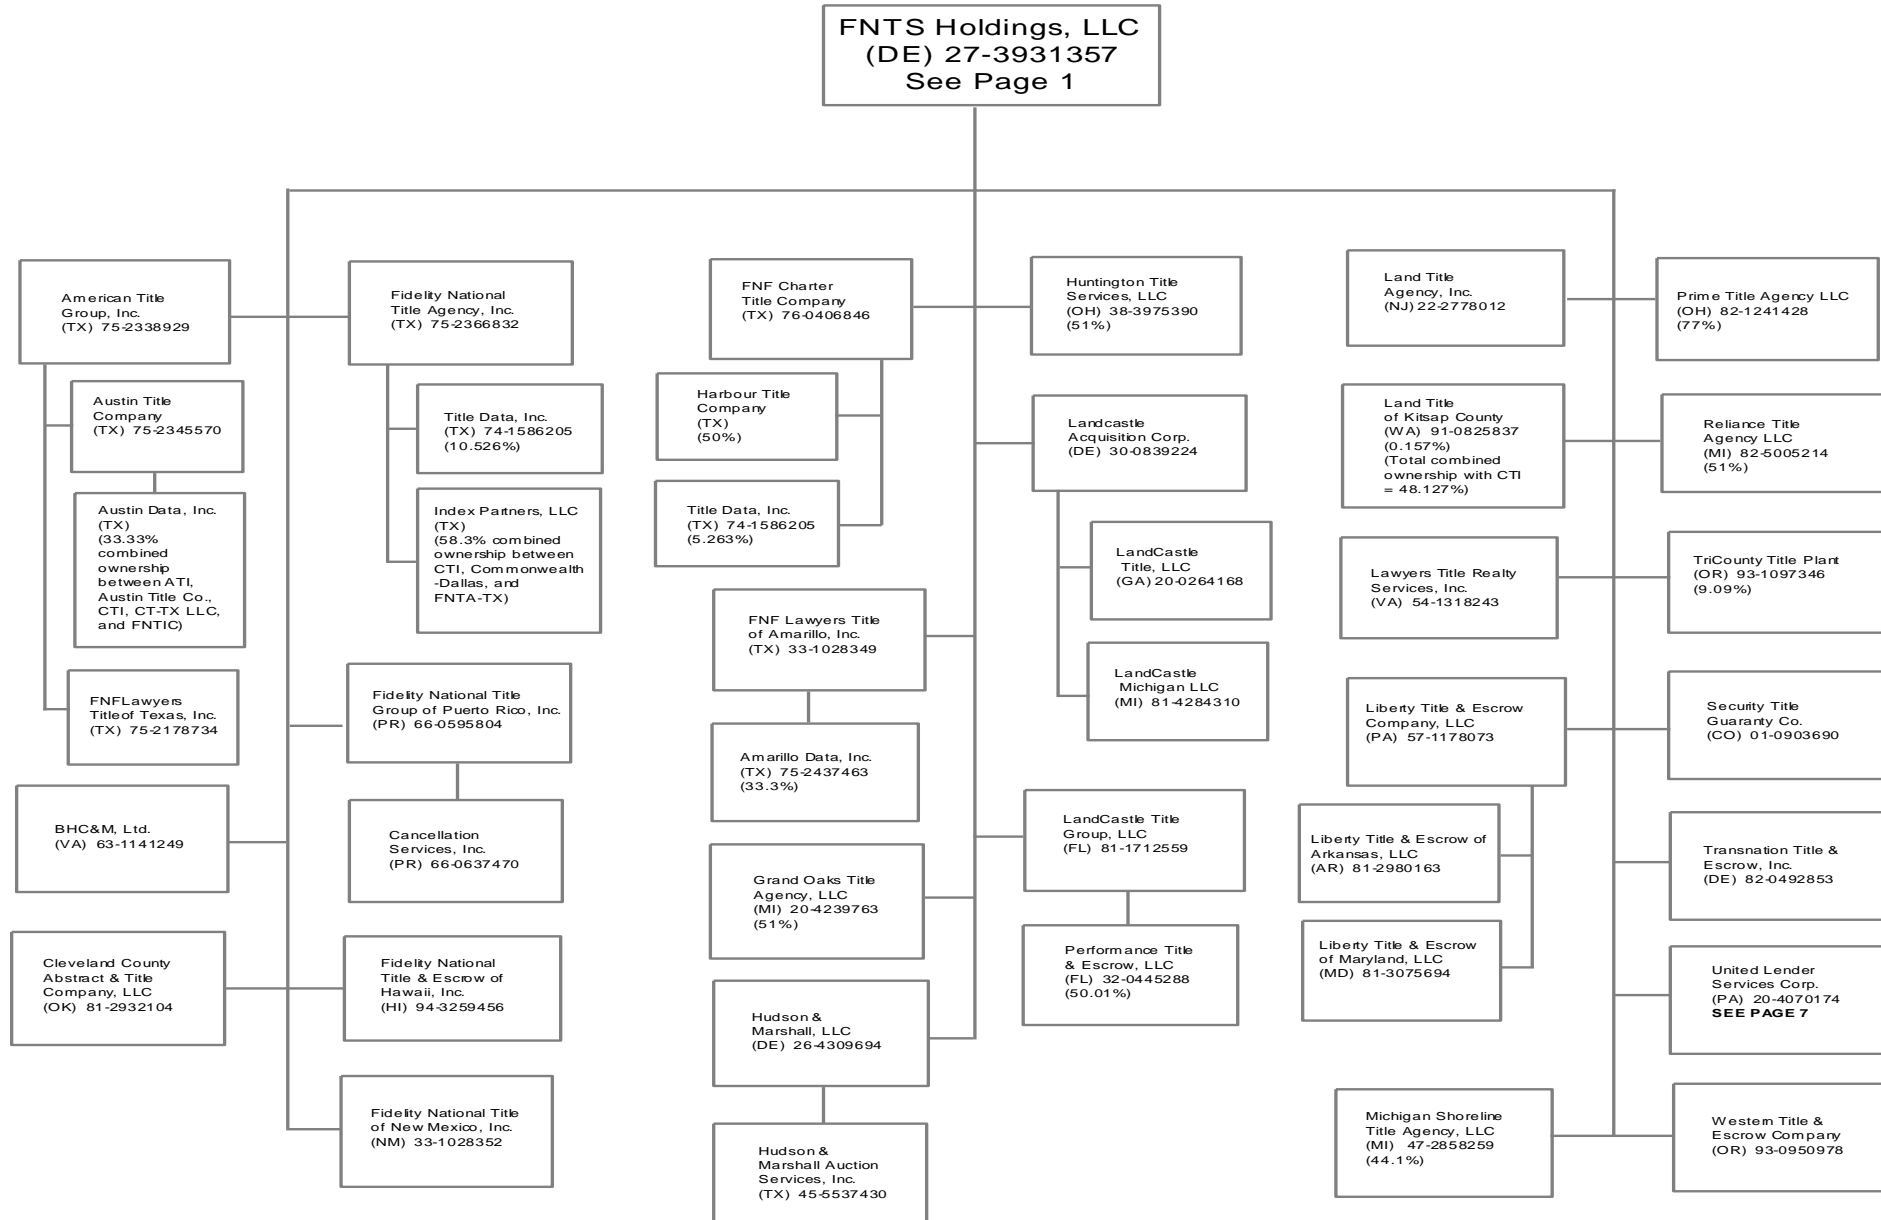 FNTS Holdings, LLC
(DE) 27-3931357
See Page 1
American Title
Group, Inc.
(TX) 75-2338929
Austin Title
Company
(TX) 75-2345570
Austin Data, Inc.
(TX)
(33.33%
combined
ownership
between ATI,
Austin Title Co.,
CTI, CT-TX LLC,
and FNTIC)
FNFLawyers
Titleof Texas, Inc.
(TX) 75-2178734
BHC&M, Ltd.
(VA) 63-1141249
Cleveland County
Abstract & Title
Company, LLC
(OK) 81-2932104
Fidelity National
Title Agency, Inc.
(TX) 75-2366832
Title Data, Inc.
(TX) 74-1586205
(10.526%)
Index Partners, LLC
(TX)
(58.3% combined
ownership between
CTI, Commonwealth
-Dallas, and
FNTA-TX)
Fidelity National Title
Group of Puerto Rico, Inc.
(PR) 66-0595804
Cancellation
Services, Inc.
(PR) 66-0637470
Fidelity National
Title & Escrow of
Hawaii, Inc.
(HI) 94-3259456
Fidelity National Title
of New Mexico, Inc.
(NM) 33-1028352
FNF Charter
Title Company
(TX) 76-0406846
Harbour Title
Company
(TX)
(50%)
Title Data, Inc.
(TX) 74-1586205
(5.263%)
FNF Lawyers Title
of Amarillo, Inc.
(TX) 33-1028349
Amarillo Data, Inc.
(TX) 75-2437463
(33.3%)
Grand Oaks Title
Agency, LLC
(MI) 20-4239763
(51%)
Hudson &
Marshall, LLC
(DE) 26-4309694
Hudson &
Marshall Auction
Services, Inc.
(TX) 45-5537430
Huntington Title
Services, LLC
(OH) 38-3975390
(51%)
Landcastle
Acquisition Corp.
(DE) 30-0839224
LandCastle
Title, LLC
(GA) 20-0264168
LandCastle
Michigan LLC
(MI) 81-4284310
LandCastle Title
Group, LLC
(FL) 81-1712559
Performance Title
& Escrow, LLC
(FL) 32-0445288
(50.01%)
Land Title
Agency, Inc.
(NJ) 22-2778012
Land Title
of Kitsap County
(WA) 91-0825837
(0.157%)
(Total combined
ownership with CTI
= 48.127%)
Lawyers Title Realty
Services, Inc.
(VA) 54-1318243
Liberty Title & Escrow
Company, LLC
(PA) 57-1178073
Liberty Title & Escrow of
Arkansas, LLC
(AR) 81-2980163
Liberty Title & Escrow
of Maryland, LLC
(MD) 81-3075694
Michigan Shoreline
Title Agency, LLC
(MI) 47-2858259
(44.1%)
Prime Title Agency LLC
(OH) 82-1241428
(77%)
Reliance Title
Agency LLC
(MI) 82-5005214
(51%)
TriCounty Title Plant
(OR) 93-1097346
(9.09%)
Security Title
Guaranty Co.
(CO) 01-0903690
Transnation Title &
Escrow, Inc.
(DE) 82-0492853
United Lender
Services Corp.
(PA) 20-4070174
SEE PAGE 7
Western Title &
Escrow Company
(OR) 93-0950978